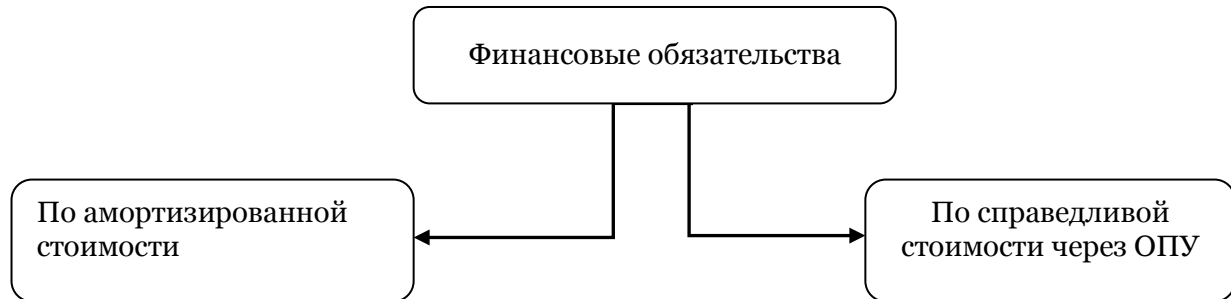 Финансовые обязательства
По амортизированной
стоимости
По справедливой
стоимости через ОПУ